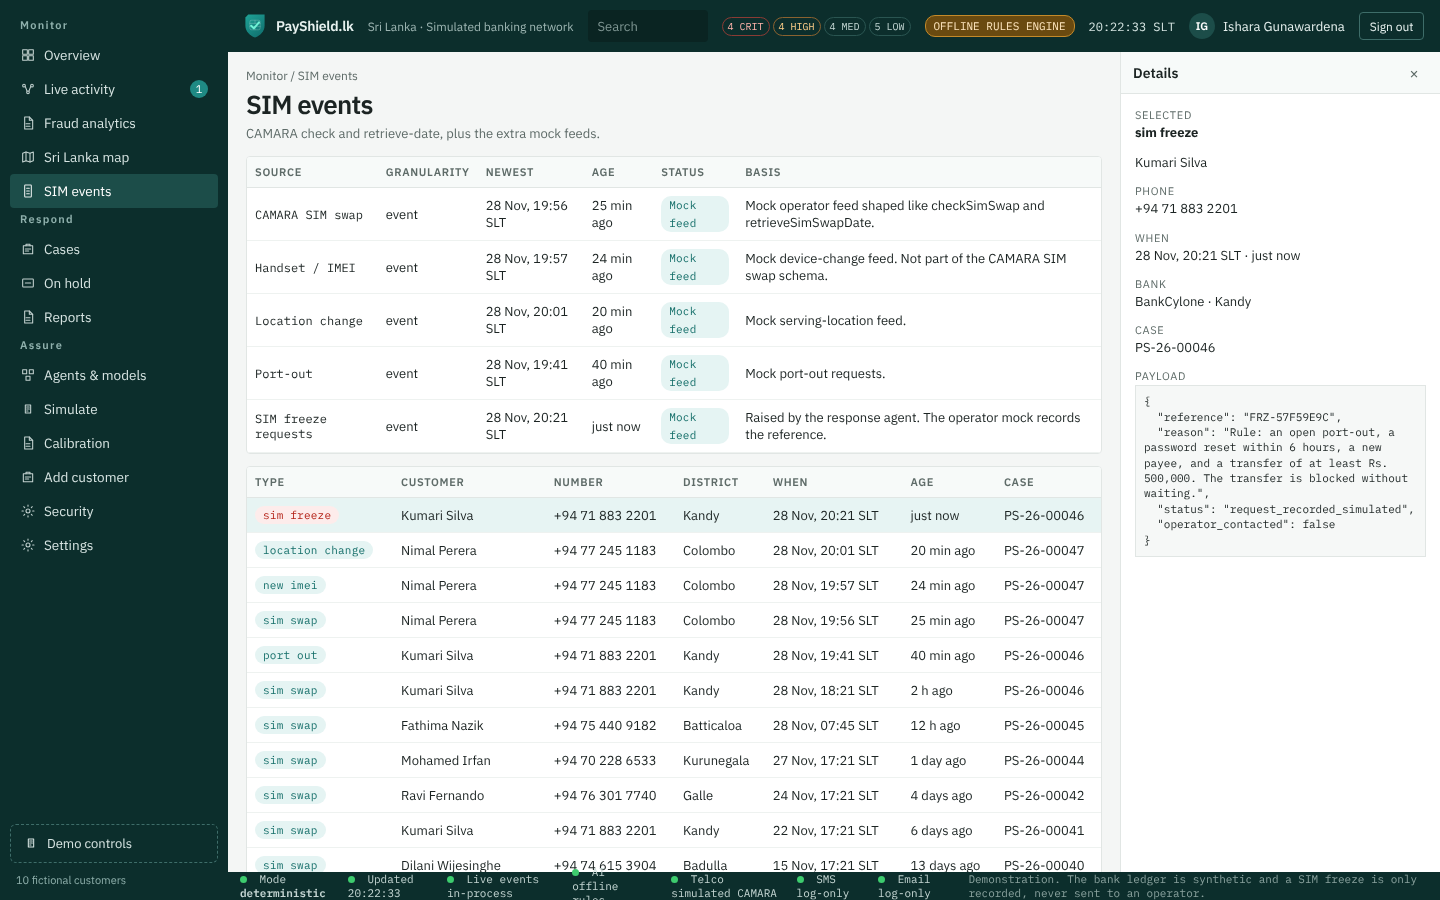 Monitor
Overview
Live activity 1
Fraud analytics
Sri Lanka map
SIM events
Respond
Cases
On hold
Reports
Assure
Agents & models
Simulate
Calibration
Add customer
Security
Settings
Demo controls
10 fictional customers
PayShield.lk Sri Lanka · Simulated banking network Search 4 CRIT 4 HIGH 4 MED 5 LOW OFFLINE RULES ENGINE 20:22:33 SLT IG Ishara Gunawardena Sign out
Monitor / SIM events
SIM events
CAMARA check and retrieve-date, plus the extra mock feeds.
SOURCE GRANULARITY NEWEST AGE STATUS BASIS
CAMARA SIM swap event 28 Nov, 19:56 SLT 25 min ago Mock feed Mock operator feed shaped like checkSimSwap and retrieveSimSwapDate.
Handset / IMEI event 28 Nov, 19:57 SLT 24 min ago Mock feed Mock device-change feed. Not part of the CAMARA SIM swap schema.
Location change event 28 Nov, 20:01 SLT 20 min ago Mock feed Mock serving-location feed.
Port-out event 28 Nov, 19:41 SLT 40 min ago Mock feed Mock port-out requests.
SIM freeze requests event 28 Nov, 20:21 SLT just now Mock feed Raised by the response agent. The operator mock records the reference.
TYPE CUSTOMER NUMBER DISTRICT WHEN AGE CASE
sim freeze Kumari Silva +94 71 883 2201 Kandy 28 Nov, 20:21 SLT just now PS-26-00046
location change Nimal Perera +94 77 245 1183 Colombo 28 Nov, 20:01 SLT 20 min ago PS-26-00047
new imei Nimal Perera +94 77 245 1183 Colombo 28 Nov, 19:57 SLT 24 min ago PS-26-00047
sim swap Nimal Perera +94 77 245 1183 Colombo 28 Nov, 19:56 SLT 25 min ago PS-26-00047
port out Kumari Silva +94 71 883 2201 Kandy 28 Nov, 19:41 SLT 40 min ago PS-26-00046
sim swap Kumari Silva +94 71 883 2201 Kandy 28 Nov, 18:21 SLT 2 h ago PS-26-00046
sim swap Fathima Nazik +94 75 440 9182 Batticaloa 28 Nov, 07:45 SLT 12 h ago PS-26-00045
sim swap Mohamed Irfan +94 70 228 6533 Kurunegala 27 Nov, 17:21 SLT 1 day ago PS-26-00044
sim swap Ravi Fernando +94 76 301 7740 Galle 24 Nov, 17:21 SLT 4 days ago PS-26-00042
sim swap Kumari Silva +94 71 883 2201 Kandy 22 Nov, 17:21 SLT 6 days ago PS-26-00041
sim swap Dilani Wijesinghe +94 74 615 3904 Badulla 15 Nov, 17:21 SLT 13 days ago PS-26-00040
Details ×
SELECTED
sim freeze
Kumari Silva
PHONE
+94 71 883 2201
WHEN
28 Nov, 20:21 SLT · just now
BANK
BankCylone · Kandy
CASE
PS-26-00046
PAYLOAD
{
"reference": "FRZ-57F59E9C",
"reason": "Rule: an open port-out, a
password reset within 6 hours, a new
payee, and a transfer of at least Rs.
500,000. The transfer is blocked without
waiting.",
"status": "request_recorded_simulated",
"operator_contacted": false
}
Mode deterministic
Updated 20:22:33
Live events in-process
AI offline rules
Telco simulated CAMARA
SMS log-only
Email log-only
Demonstration. The bank ledger is synthetic and a SIM freeze is only
recorded, never sent to an operator.